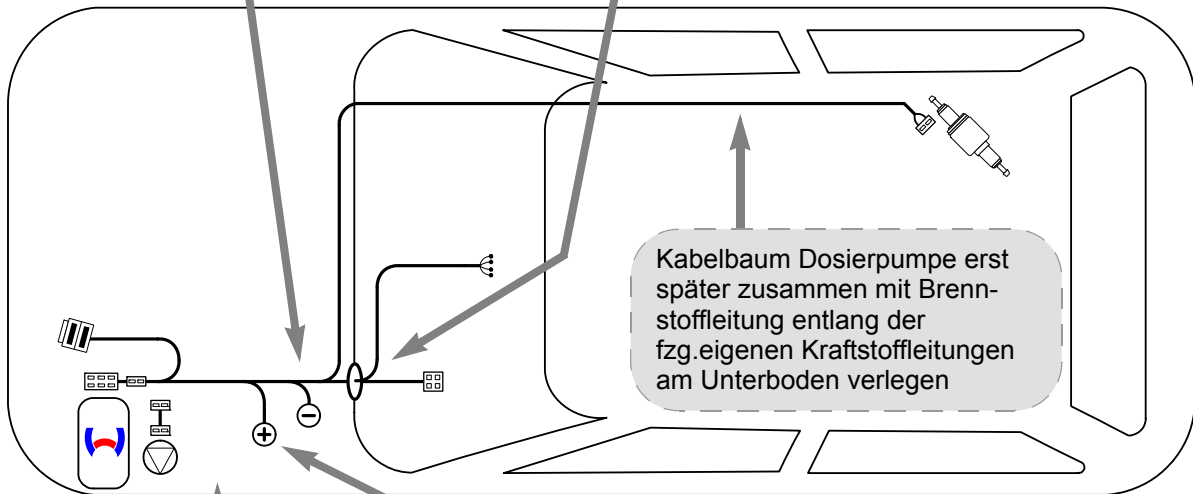 Kabelbaum Dosierpumpe erst
später zusammen mit Brenn-
stoffleitung entlang der
fzg.eigenen Kraftstoffleitungen
am Unterboden verlegen